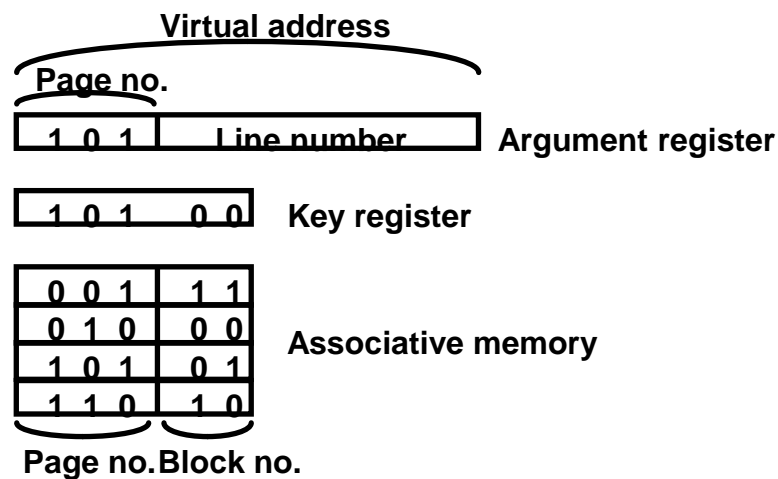 Virtual address
Page no.
1 0 1 Line number Argument register
1 0 1 0 0 Key register
0 0 1 1 1
0 1 0 0 0
Associative memory
1 0 1 0 1
1 1 0 1 0
Page no. Block no.